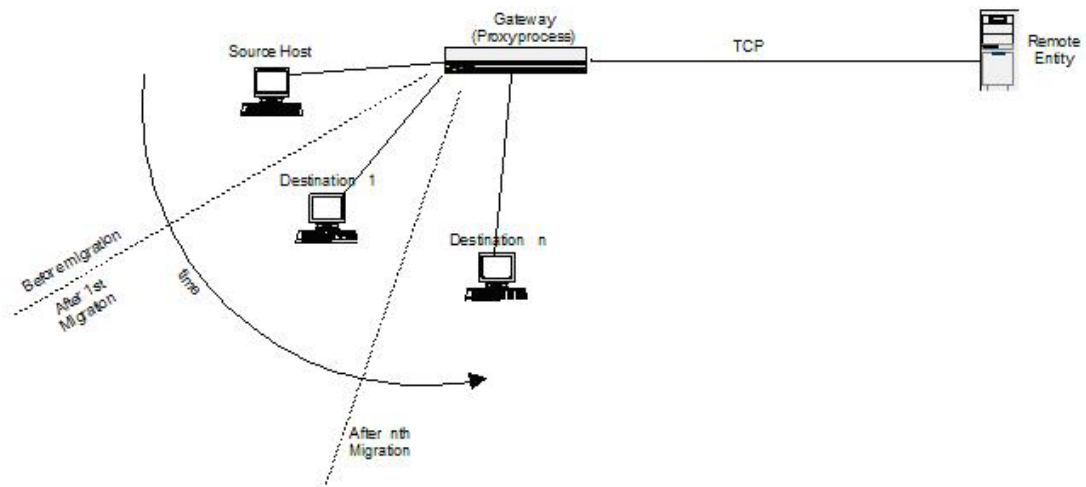 Gateway
(Proxyprocess)
Source Host
TCP
Remote
Entity
Destination 1
Destination n
Before migration
After 1st
Migration
time
After nth
Migration